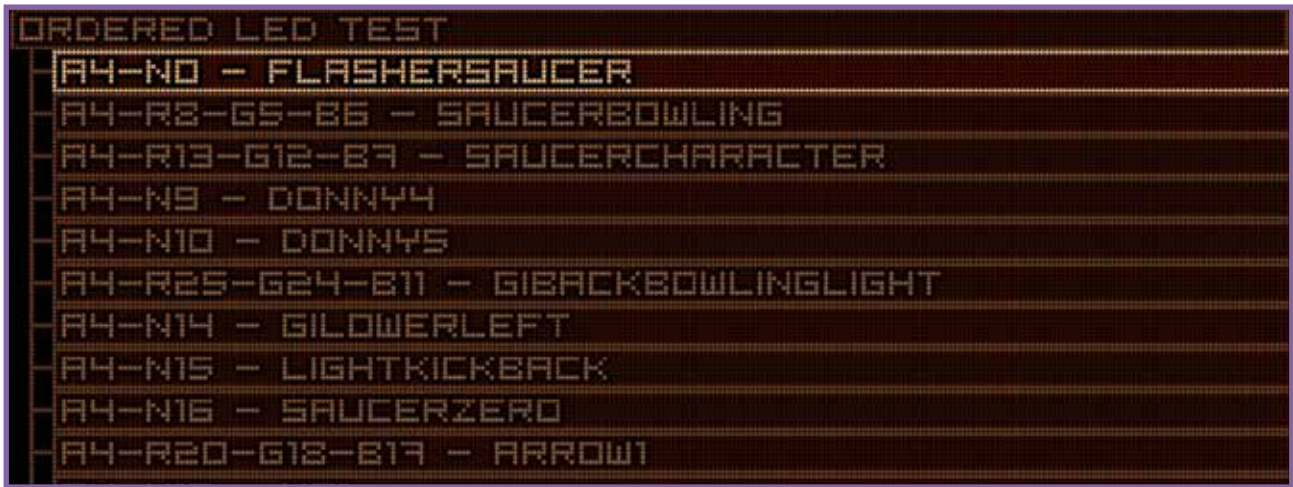 ORDERED LED TEST
A4-N0 - FLASHERSAUCER
A4-R8-G5-B6 - SAUCERBOWLING
A4-R13-G12-B7 - SAUCERCHARACTER
A4-N9 - DONNY4
A4-N10 - DONNY5
A4-R25-G24-B11 - GIBACKBOWLINGLIGHT
A4-N14 - GILOWERLEFT
A4-N15 - LIGHTKICKBACK
A4-N16 - SAUCERZERO
A4-R20-G18-B17 - ARROW1